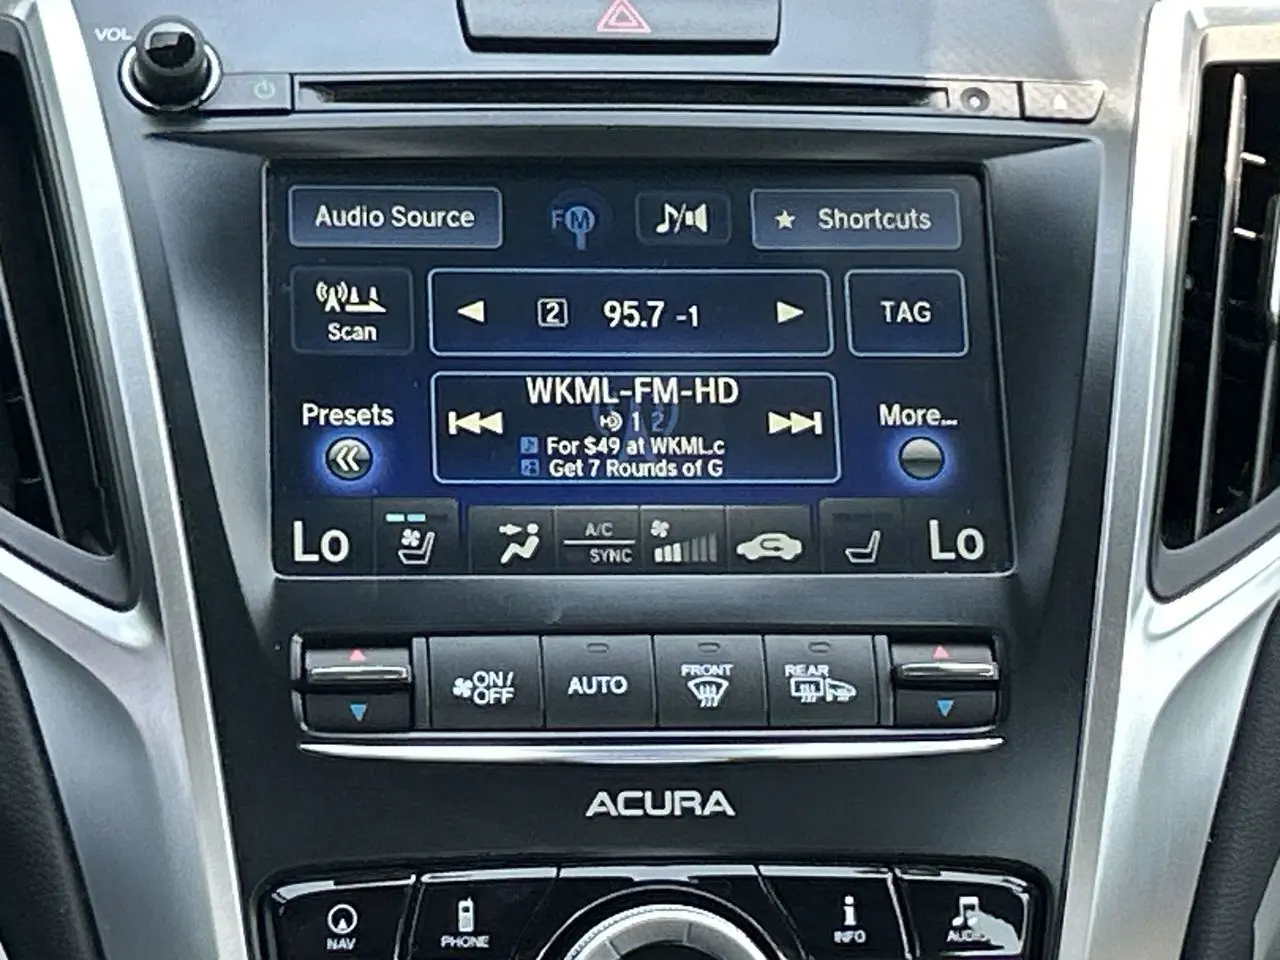 VOL
Audio Source
FM
Shortcuts
Scan
2 95.7 -1
TAG
Presets
WKML-FM-HD
HD 1 2
For $49 at WKML.c
Get 7 Rounds of G
More...
Lo
A/C
SYNC
Lo
ON/
OFF
AUTO
FRONT
REAR
ACURA
NAV
PHONE
INFO
AUDIO